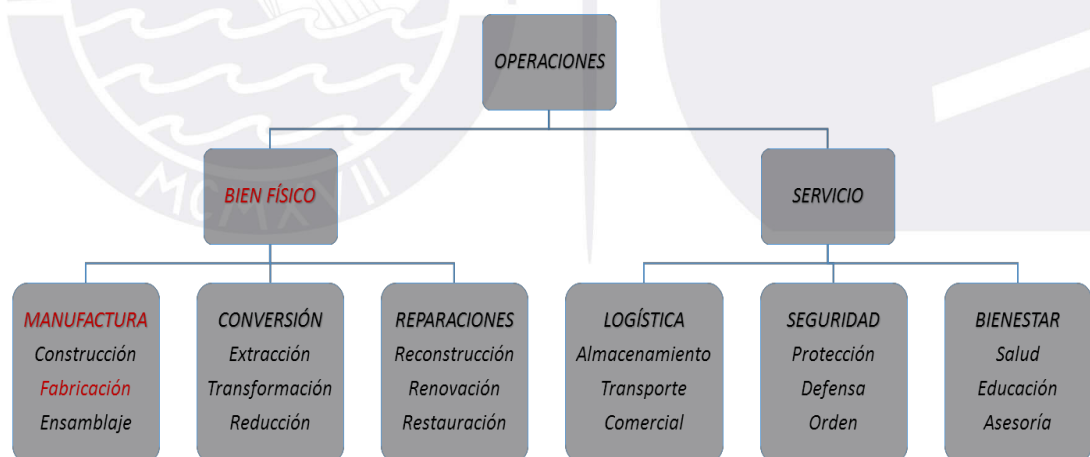 OPERACIONES
BIEN FÍSICO
SERVICIO
MANUFACTURA
Construcción
Fabricación
Ensamblaje
CONVERSIÓN
Extracción
Transformación
Reducción
REPARACIONES
Reconstrucción
Renovación
Restauración
LOGÍSTICA
Almacenamiento
Transporte
Comercial
SEGURIDAD
Protección
Defensa
Orden
BIENESTAR
Salud
Educación
Asesoría
MCMXVII